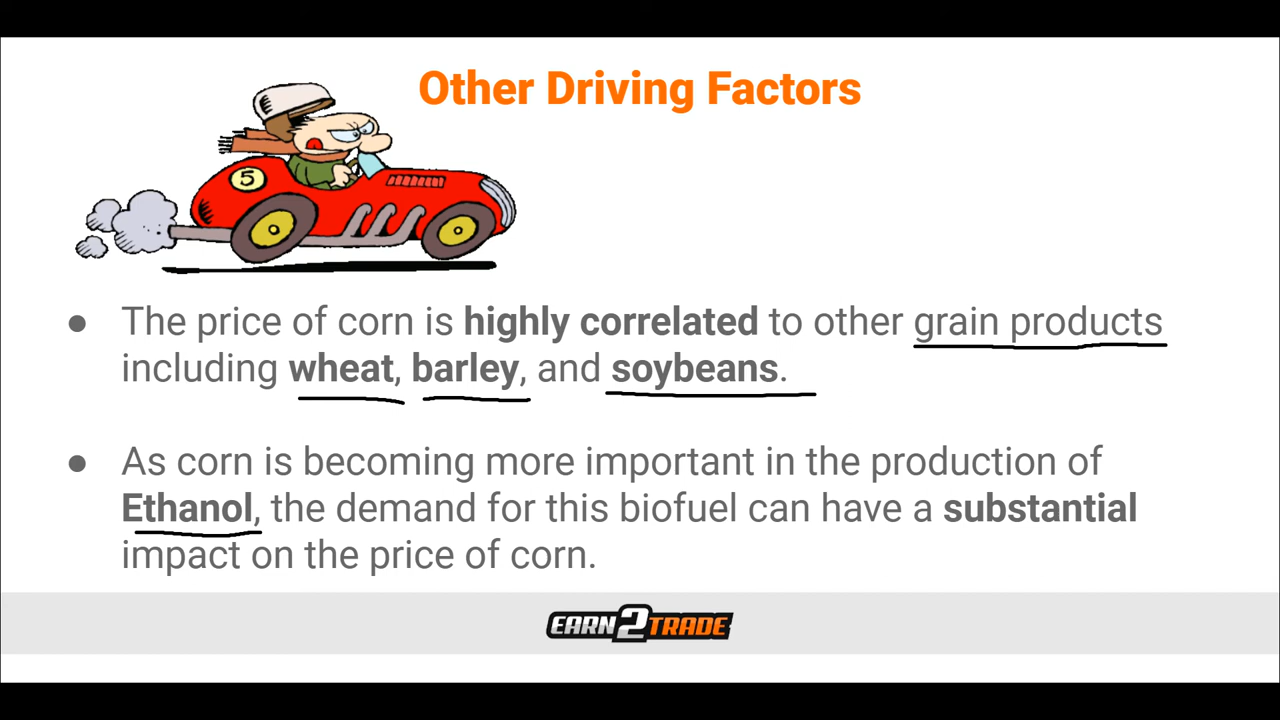 Other Driving Factors
5
● The price of corn is highly correlated to other grain products
including wheat, barley, and soybeans.
● As corn is becoming more important in the production of
Ethanol, the demand for this biofuel can have a substantial
impact on the price of corn.
EARN2TRADE